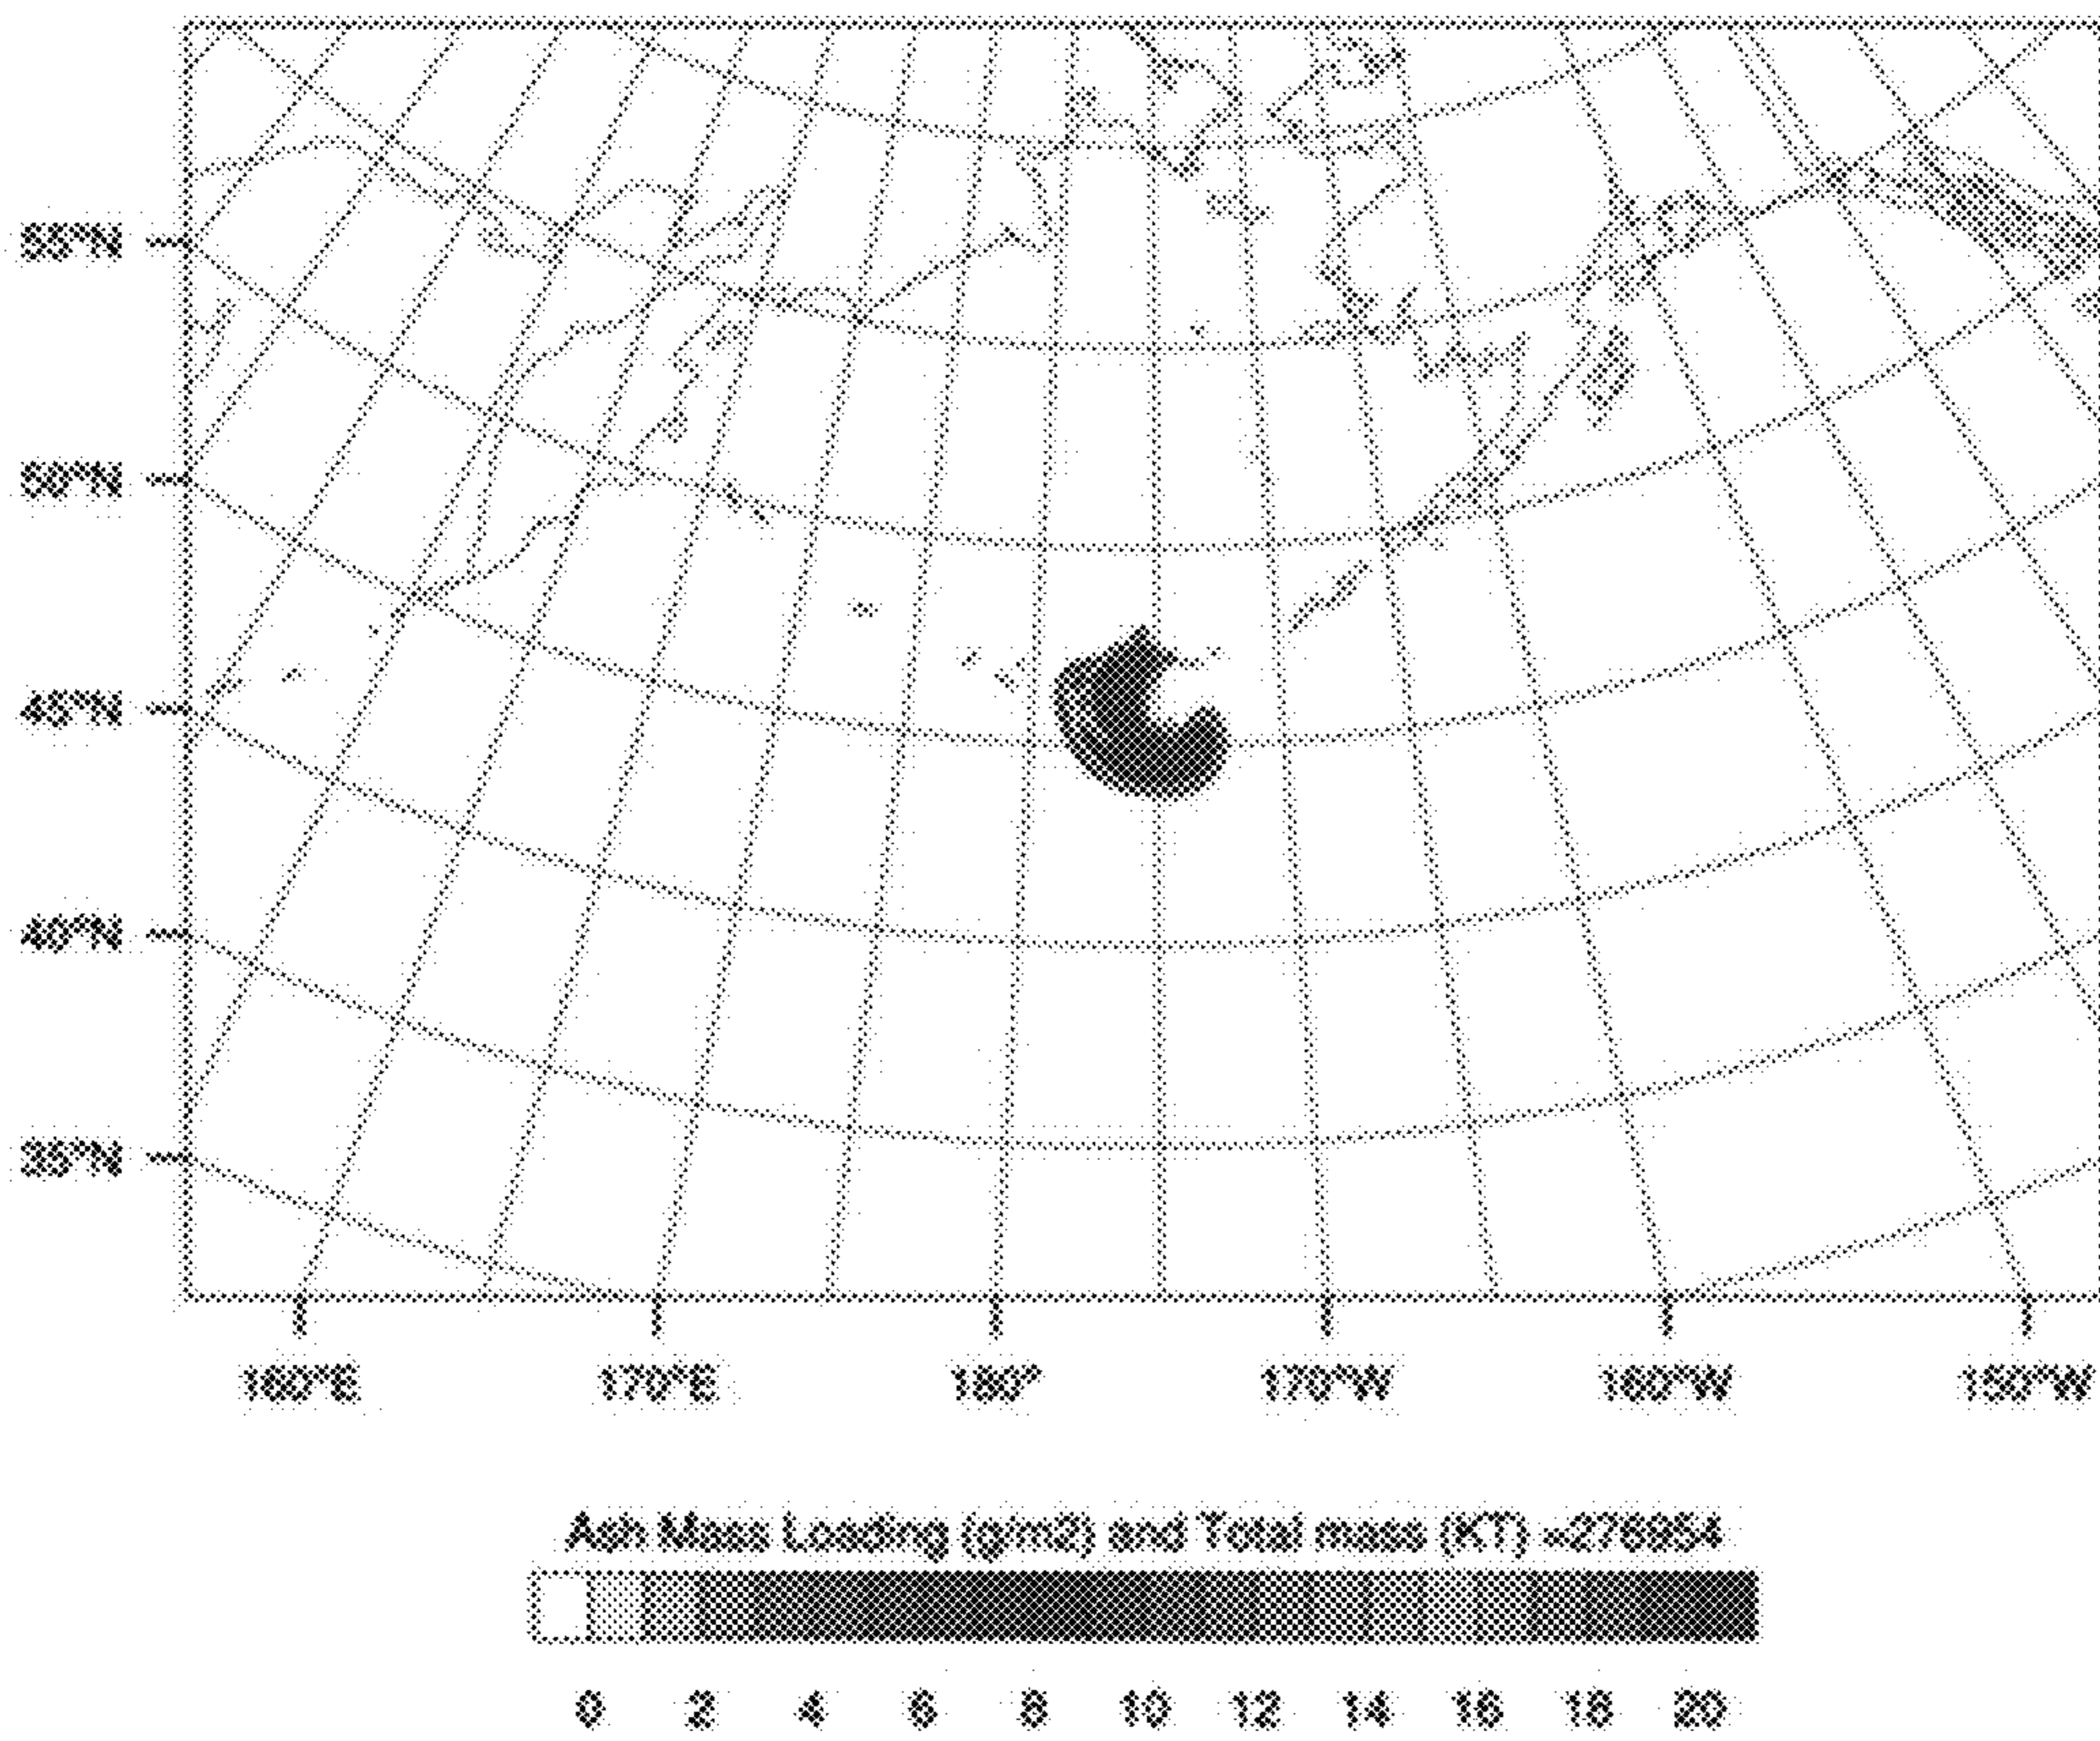 55°N
50°N
45°N
40°N
35°N
160°E 170°E 180° 170°W 160°W 150°W
Ash Mass Loading (g/m2) and Total mass (KT) =276954
0 2 4 6 8 10 12 14 16 18 20